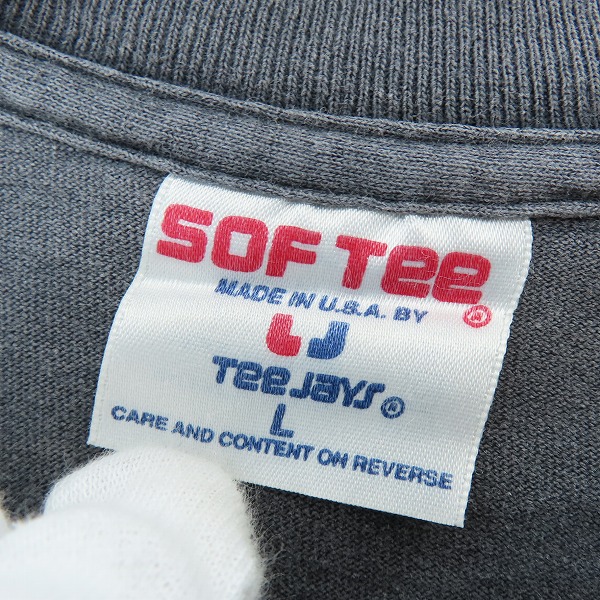 SOF TEE ®
MADE IN U.S.A. BY
TEE JAYS ®
L
CARE AND CONTENT ON REVERSE